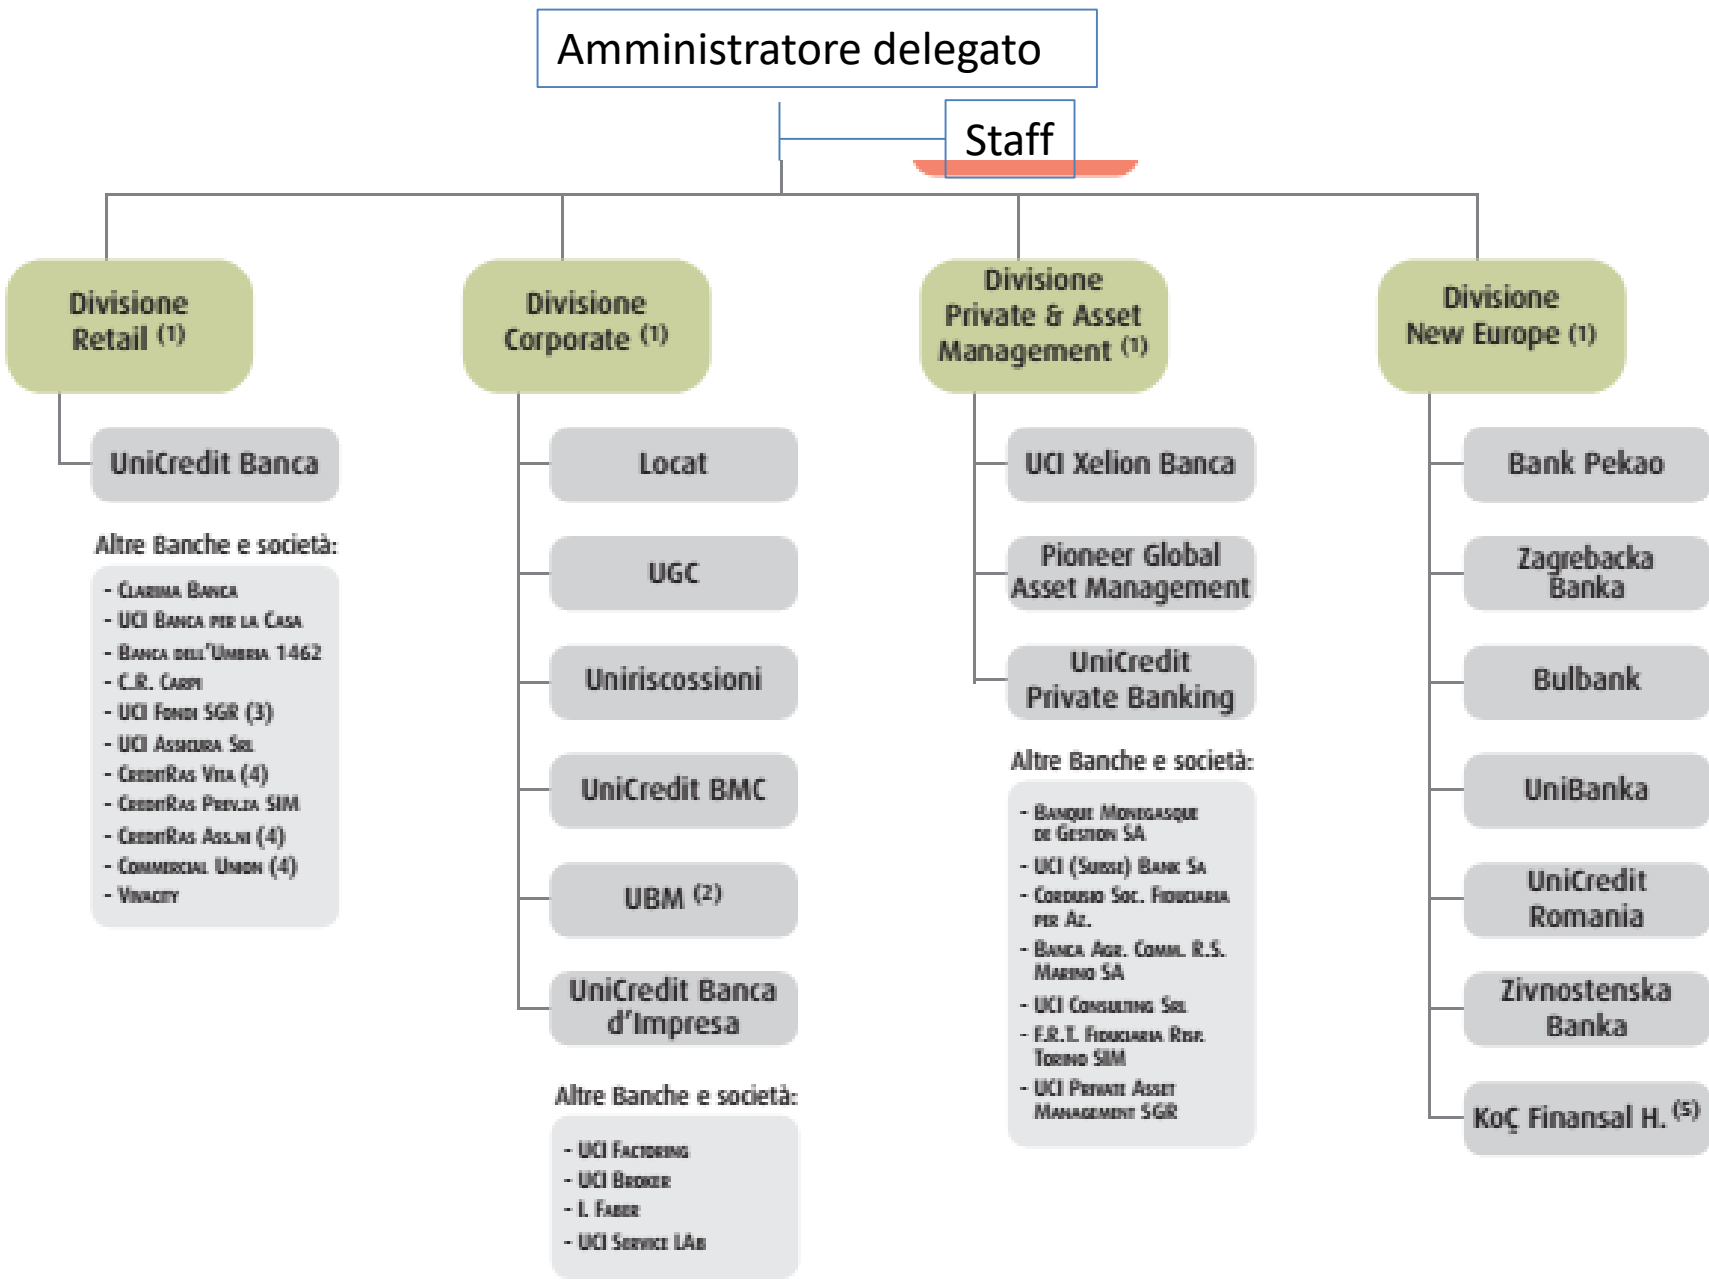 Amministratore delegato
Staff
Divisione
Retail (1)
UniCredit Banca
Altre Banche e società:
- Clarima Banca
- UCI Banca per la Casa
- Banca dell'Umbria 1462
- C.R. Carpi
- UCI Fondi SGR (3)
- UCI Assicura Srl
- CreditRas Vita (4)
- CreditRas Prev.za SIM
- CreditRas Ass.ni (4)
- Commercial Union (4)
- Vivacity
Divisione
Corporate (1)
Locat
UGC
Uniriscossioni
UniCredit BMC
UBM (2)
UniCredit Banca
d'Impresa
Altre Banche e società:
- UCI Factoring
- UCI Broker
- I. Faber
- UCI Service LAb
Divisione
Private & Asset
Management (1)
UCI Xelion Banca
Pioneer Global
Asset Management
UniCredit
Private Banking
Altre Banche e società:
- Banque Monegasque
de Gestion SA
- UCI (Suisse) Bank Sa
- Cordusio Soc. Fiduciaria
per Az.
- Banca Agr. Comm. R.S.
Marino SA
- UCI Consulting Srl
- F.R.T. Fiduciaria Risp.
Torino SIM
- UCI Private Asset
Management SGR
Divisione
New Europe (1)
Bank Pekao
Zagrebacka
Banka
Bulbank
UniBanka
UniCredit
Romania
Zivnostenska
Banka
KoÇ Finansal H. (5)